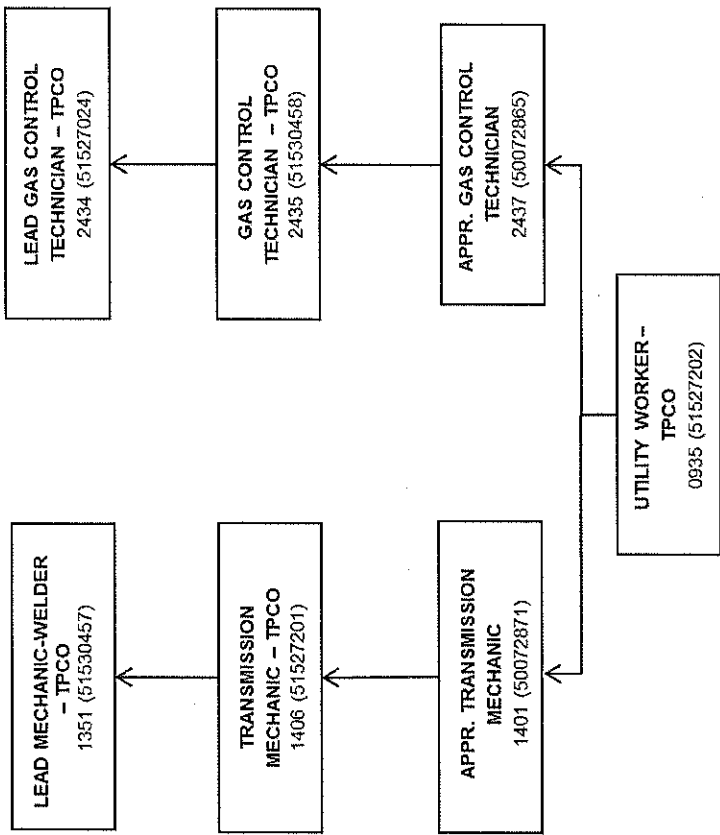 LEAD MECHANIC-WELDER
– TPCO
1351 (51530457)
LEAD GAS CONTROL
TECHNICIAN – TPCO
2434 (51527024)
TRANSMISSION
MECHANIC – TPCO
1406 (51527201)
GAS CONTROL
TECHNICIAN – TPCO
2435 (51530458)
APPR. TRANSMISSION
MECHANIC
1401 (50072871)
APPR. GAS CONTROL
TECHNICIAN
2437 (50072865)
UTILITY WORKER–
TPCO
0935 (51527202)